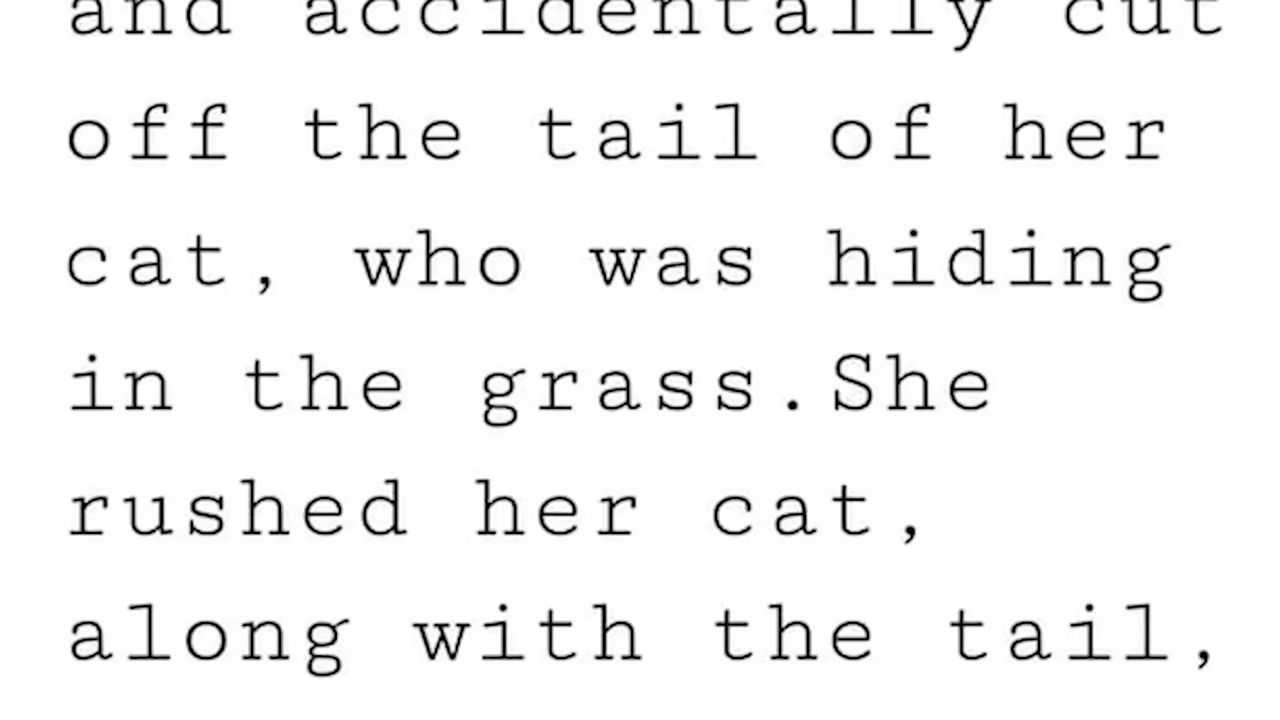 and accidentally cut
off the tail of her
cat, who was hiding
in the grass.She
rushed her cat,
along with the tail,